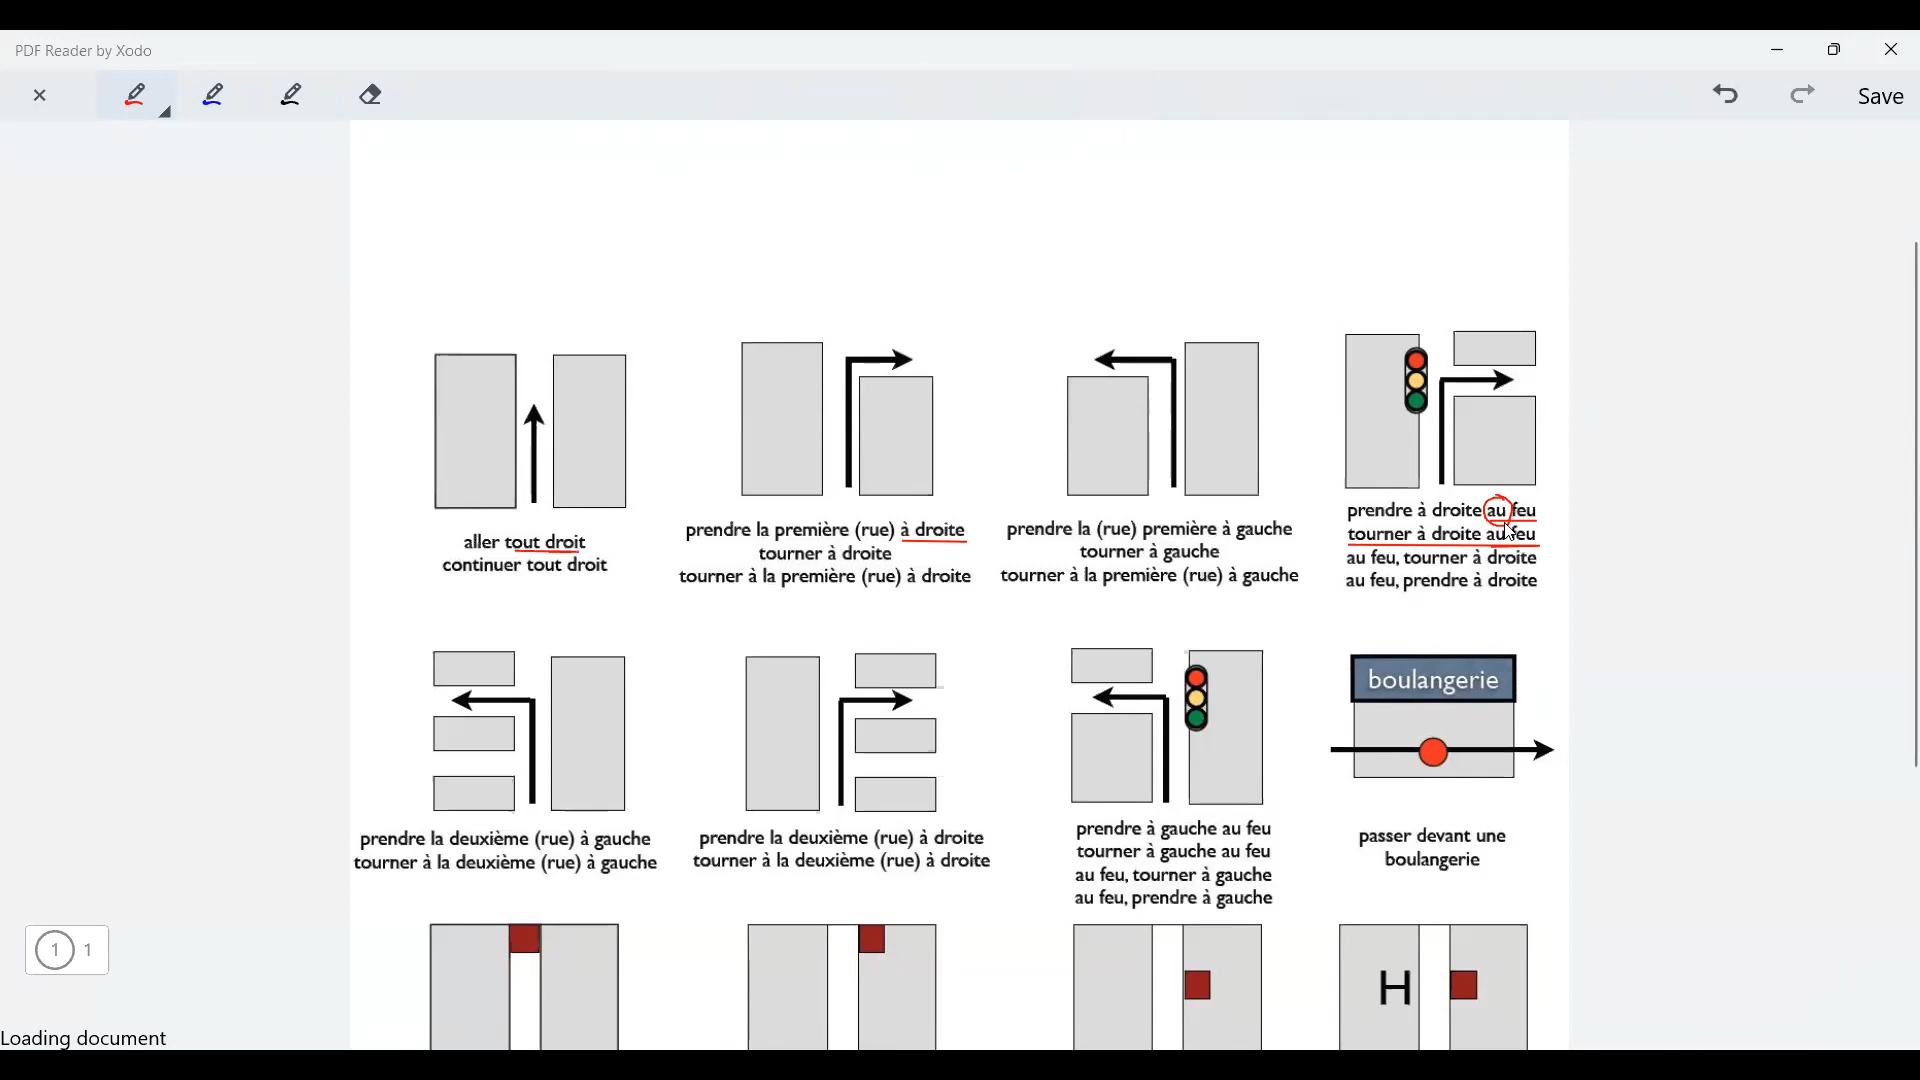 PDF Reader by Xodo
Save
aller tout droit
continuer tout droit
prendre la première (rue) à droite
tourner à droite
tourner à la première (rue) à droite
prendre la (rue) première à gauche
tourner à gauche
tourner à la première (rue) à gauche
prendre à droite au feu
tourner à droite au feu
au feu, tourner à droite
au feu, prendre à droite
prendre la deuxième (rue) à gauche
tourner à la deuxième (rue) à gauche
prendre la deuxième (rue) à droite
tourner à la deuxième (rue) à droite
prendre à gauche au feu
tourner à gauche au feu
au feu, tourner à gauche
au feu, prendre à gauche
boulangerie
passer devant une
boulangerie
H
1 1
Loading document